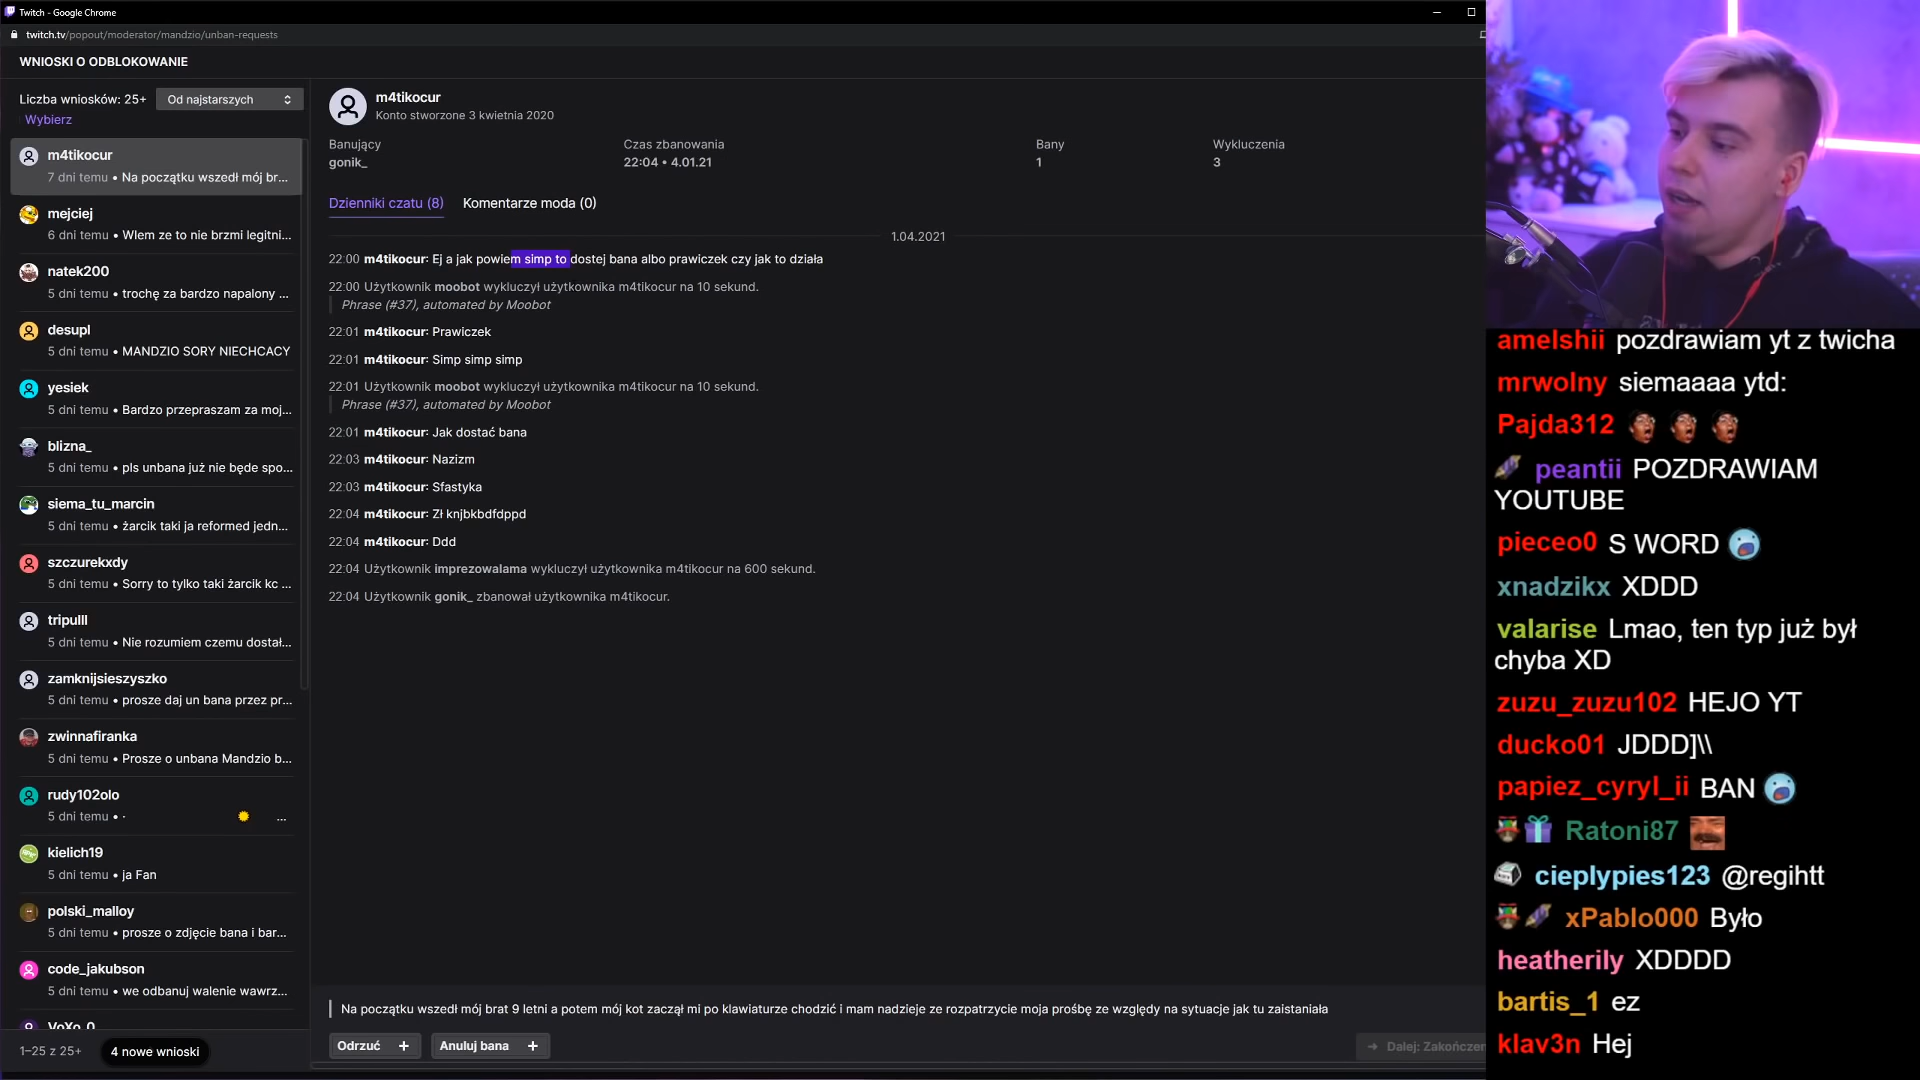 Twitch - Google Chrome
twitch.tv/popout/moderator/mandzio/unban-requests
WNIOSKI O ODBLOKOWANIE
Liczba wniosków: 25+
Od najstarszych
Wybierz
m4tikocur
7 dni temu • Na początku wszedł mój br...
mejciej
6 dni temu • WIem ze to nie brzmi legitni...
natek200
5 dni temu • trochę za bardzo napalony ...
desupl
5 dni temu • MANDZIO SORY NIECHCACY
yesiek
5 dni temu • Bardzo przepraszam za moj...
blizna_
5 dni temu • pls unbana już nie będe spo...
siema_tu_marcin
5 dni temu • żarcik taki ja reformed jedn...
szczurekxdy
5 dni temu • Sorry to tylko taki żarcik kc ...
tripulll
5 dni temu • Nie rozumiem czemu dostał...
zamknijsieszyszko
5 dni temu • prosze daj un bana przez pr...
zwinnafiranka
5 dni temu • Prosze o unbana Mandzio b...
rudy102olo
5 dni temu • · ...
kielich19
5 dni temu • ja Fan
polski_malloy
5 dni temu • prosze o zdjęcie bana i bar...
code_jakubson
5 dni temu • we odbanuj walenie wawrz...
VoXo_0
1–25 z 25+
4 nowe wnioski
m4tikocur
Konto stworzone 3 kwietnia 2020
Banujący
gonik_
Czas zbanowania
22:04 • 4.01.21
Bany
1
Wykluczenia
3
Dzienniki czatu (8)
Komentarze moda (0)
1.04.2021
22:00 m4tikocur: Ej a jak powiem simp to dostej bana albo prawiczek czy jak to działa
22:00 Użytkownik moobot wykluczył użytkownika m4tikocur na 10 sekund.
Phrase (#37), automated by Moobot
22:01 m4tikocur: Prawiczek
22:01 m4tikocur: Simp simp simp
22:01 Użytkownik moobot wykluczył użytkownika m4tikocur na 10 sekund.
Phrase (#37), automated by Moobot
22:01 m4tikocur: Jak dostać bana
22:03 m4tikocur: Nazizm
22:03 m4tikocur: Sfastyka
22:04 m4tikocur: Zł knjbkbdfdppd
22:04 m4tikocur: Ddd
22:04 Użytkownik imprezowalama wykluczył użytkownika m4tikocur na 600 sekund.
22:04 Użytkownik gonik_ zbanował użytkownika m4tikocur.
Na początku wszedł mój brat 9 letni a potem mój kot zaczął mi po klawiaturze chodzić i mam nadzieje ze rozpatrzycie moja prośbę ze względy na sytuacje jak tu zaistaniała
Odrzuć +
Anuluj bana +
Dalej: Zakończen
amelshii pozdrawiam yt z twicha
mrwolny siemaaaa ytd:
Pajda312
peantii POZDRAWIAM
YOUTUBE
pieceo0 S WORD
xnadzikx XDDD
valarise Lmao, ten typ już był
chyba XD
zuzu_zuzu102 HEJO YT
ducko01 JDDD]\\
papiez_cyryl_ii BAN
Ratoni87
cieplypies123 @regihtt
xPablo000 Było
heatherily XDDDD
bartis_1 ez
klav3n Hej